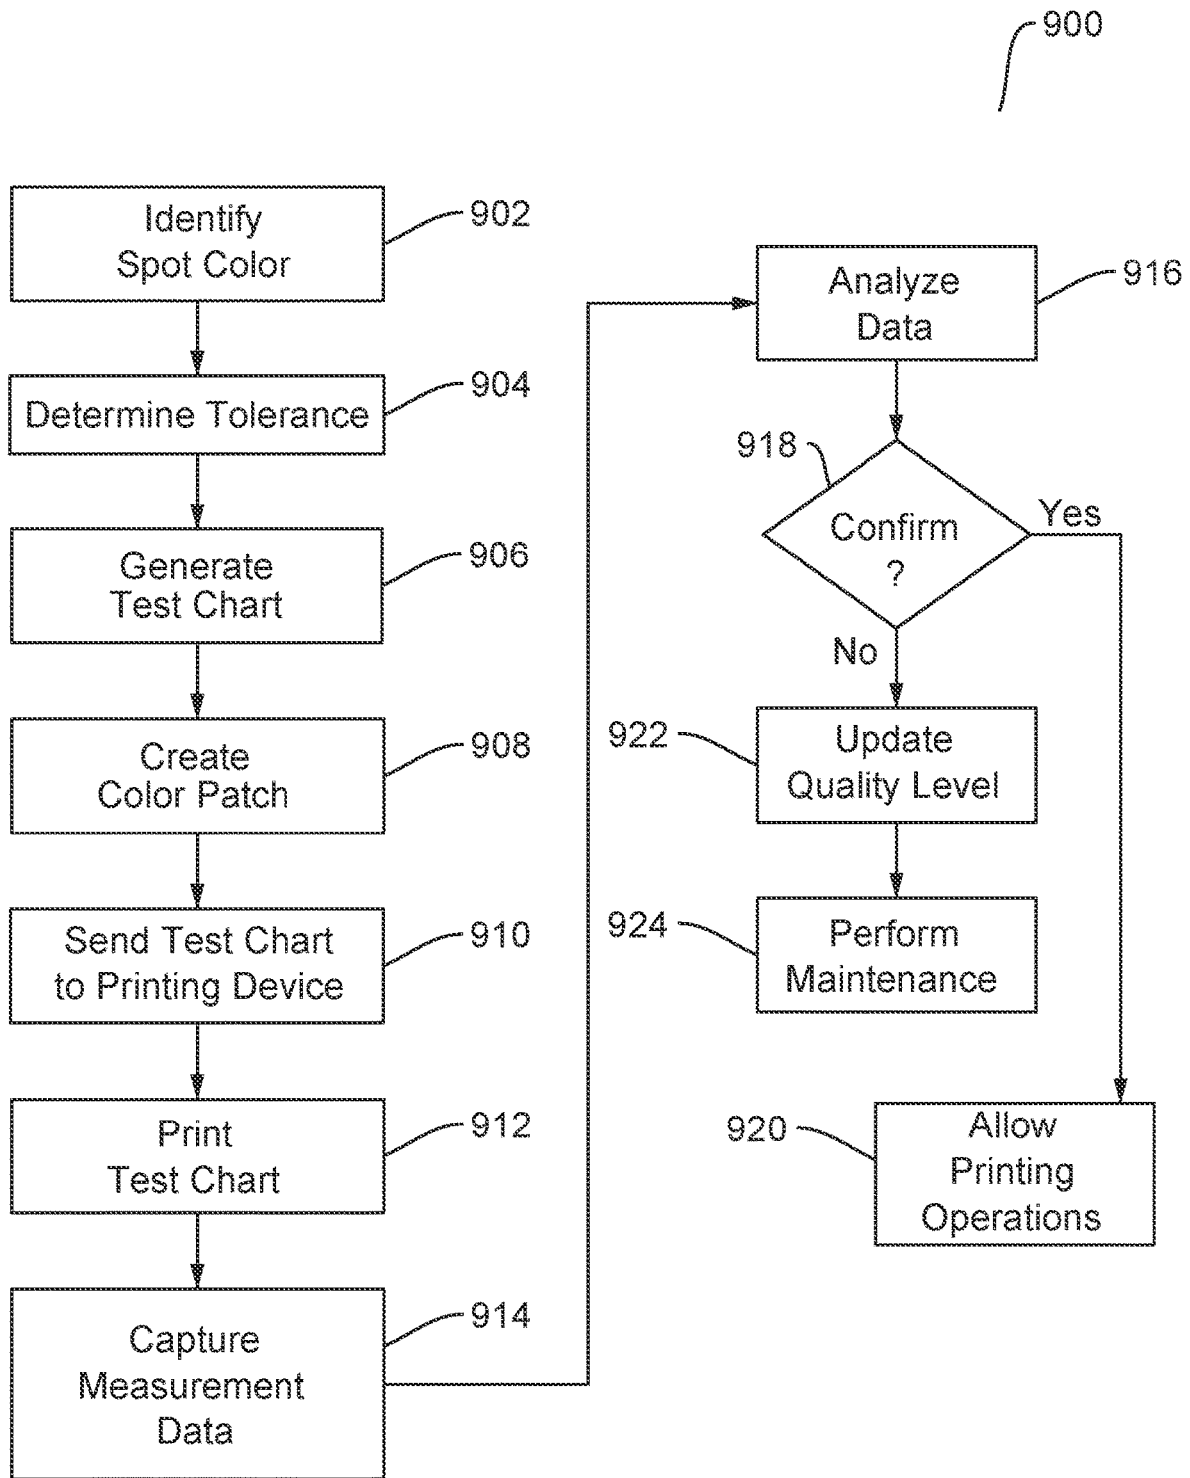 900
Identify
Spot Color
902
Determine Tolerance
904
Generate
Test Chart
906
Create
Color Patch
908
Send Test Chart
to Printing Device
910
Print
Test Chart
912
Capture
Measurement
Data
914
Analyze
Data
916
918
Confirm
?
Yes
No
922
Update
Quality Level
924
Perform
Maintenance
920
Allow
Printing
Operations